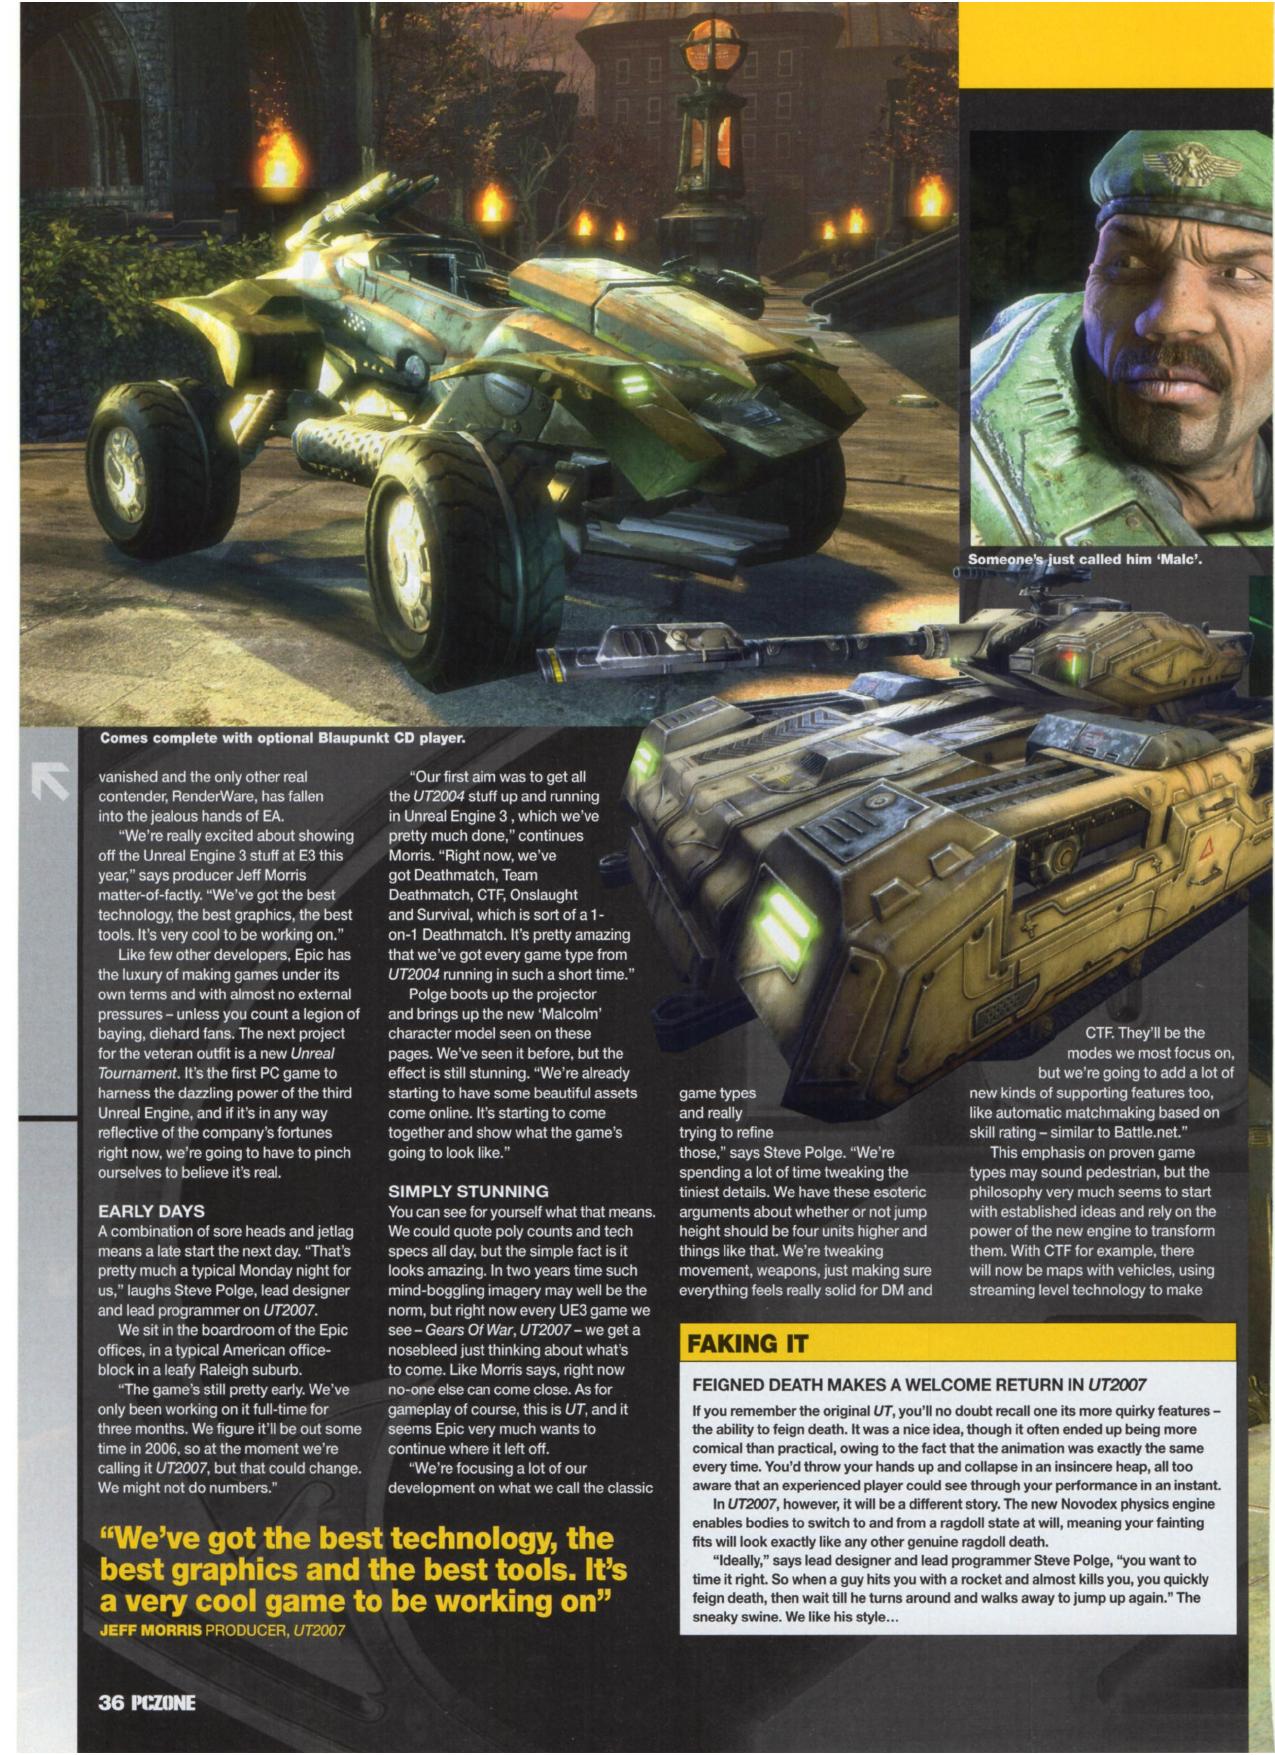 Someone's just called him 'Malc'.
Comes complete with optional Blaupunkt CD player.
vanished and the only other real
contender, RenderWare, has fallen
into the jealous hands of EA.
"We're really excited about showing
off the Unreal Engine 3 stuff at E3 this
year," says producer Jeff Morris
matter-of-factly. "We've got the best
technology, the best graphics, the best
tools. It's very cool to be working on."
Like few other developers, Epic has
the luxury of making games under its
own terms and with almost no external
pressures – unless you count a legion of
baying, diehard fans. The next project
for the veteran outfit is a new Unreal
Tournament. It's the first PC game to
harness the dazzling power of the third
Unreal Engine, and if it's in any way
reflective of the company's fortunes
right now, we're going to have to pinch
ourselves to believe it's real.
EARLY DAYS
A combination of sore heads and jetlag
means a late start the next day. "That's
pretty much a typical Monday night for
us," laughs Steve Polge, lead designer
and lead programmer on UT2007.
We sit in the boardroom of the Epic
offices, in a typical American office-
block in a leafy Raleigh suburb.
"The game's still pretty early. We've
only been working on it full-time for
three months. We figure it'll be out some
time in 2006, so at the moment we're
calling it UT2007, but that could change.
We might not do numbers."
"Our first aim was to get all
the UT2004 stuff up and running
in Unreal Engine 3 , which we've
pretty much done," continues
Morris. "Right now, we've
got Deathmatch, Team
Deathmatch, CTF, Onslaught
and Survival, which is sort of a 1-
on-1 Deathmatch. It's pretty amazing
that we've got every game type from
UT2004 running in such a short time."
Polge boots up the projector
and brings up the new 'Malcolm'
character model seen on these
pages. We've seen it before, but the
effect is still stunning. "We're already
starting to have some beautiful assets
come online. It's starting to come
together and show what the game's
going to look like."
SIMPLY STUNNING
You can see for yourself what that means.
We could quote poly counts and tech
specs all day, but the simple fact is it
looks amazing. In two years time such
mind-boggling imagery may well be the
norm, but right now every UE3 game we
see – Gears Of War, UT2007 – we get a
nosebleed just thinking about what's
to come. Like Morris says, right now
no-one else can come close. As for
gameplay of course, this is UT, and it
seems Epic very much wants to
continue where it left off.
"We're focusing a lot of our
development on what we call the classic
game types
and really
trying to refine
those," says Steve Polge. "We're
spending a lot of time tweaking the
tiniest details. We have these esoteric
arguments about whether or not jump
height should be four units higher and
things like that. We're tweaking
movement, weapons, just making sure
everything feels really solid for DM and
CTF. They'll be the
modes we most focus on,
but we're going to add a lot of
new kinds of supporting features too,
like automatic matchmaking based on
skill rating – similar to Battle.net."
This emphasis on proven game
types may sound pedestrian, but the
philosophy very much seems to start
with established ideas and rely on the
power of the new engine to transform
them. With CTF for example, there
will now be maps with vehicles, using
streaming level technology to make
"We've got the best technology, the
best graphics and the best tools. It's
a very cool game to be working on"
JEFF MORRIS PRODUCER, UT2007
FAKING IT
FEIGNED DEATH MAKES A WELCOME RETURN IN UT2007
If you remember the original UT, you'll no doubt recall one its more quirky features –
the ability to feign death. It was a nice idea, though it often ended up being more
comical than practical, owing to the fact that the animation was exactly the same
every time. You'd throw your hands up and collapse in an insincere heap, all too
aware that an experienced player could see through your performance in an instant.
In UT2007, however, it will be a different story. The new Novodex physics engine
enables bodies to switch to and from a ragdoll state at will, meaning your fainting
fits will look exactly like any other genuine ragdoll death.
"Ideally," says lead designer and lead programmer Steve Polge, "you want to
time it right. So when a guy hits you with a rocket and almost kills you, you quickly
feign death, then wait till he turns around and walks away to jump up again." The
sneaky swine. We like his style...
36 PCZONE